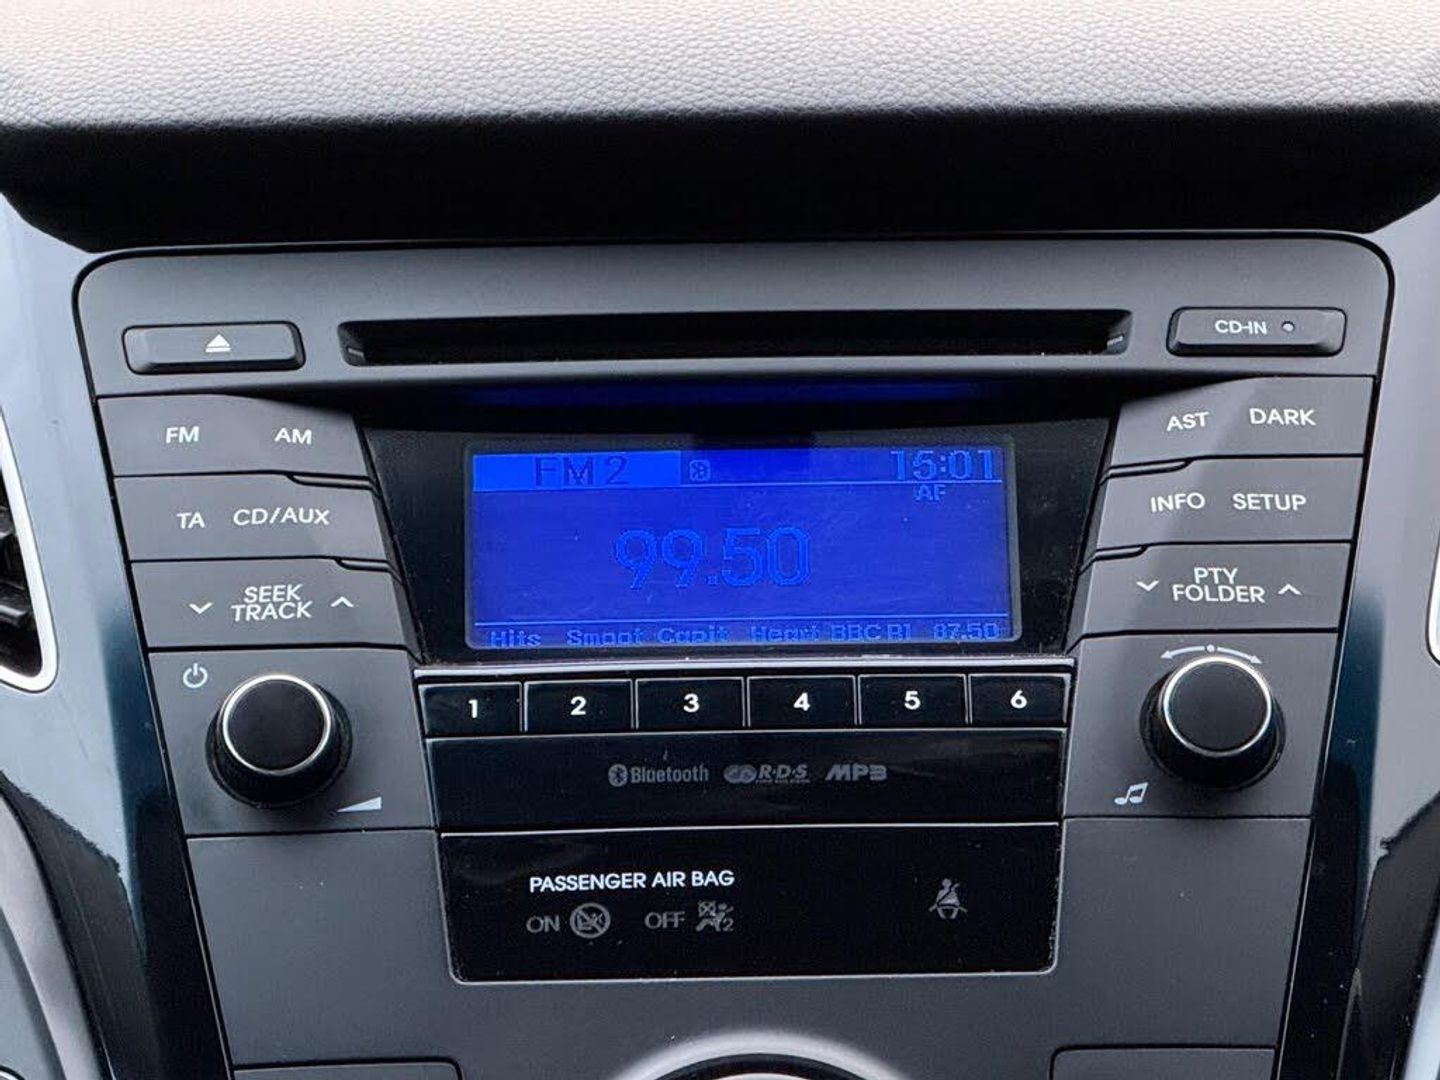 CD-IN
FM AM
AST DARK
FM2 15:01
AF
TA CD/AUX
INFO SETUP
99.50
SEEK
TRACK
PTY
FOLDER
Hits Smoot Capit Heart BBC R1 87.50
1 2 3 4 5 6
Bluetooth R·D·S MP3
PASSENGER AIR BAG
ON OFF 2